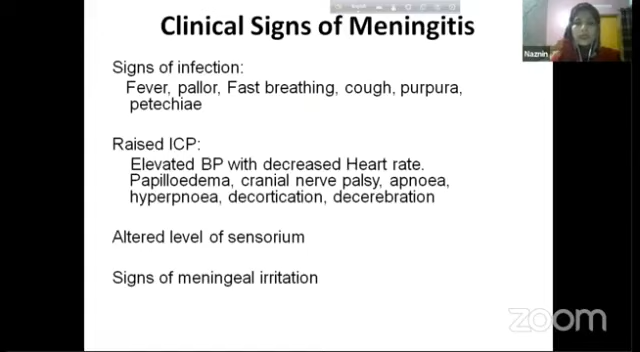 Clinical Signs of Meningitis
Naznin
Signs of infection:
Fever, pallor, Fast breathing, cough, purpura,
petechiae
Raised ICP:
Elevated BP with decreased Heart rate.
Papilloedema, cranial nerve palsy, apnoea,
hyperpnoea, decortication, decerebration
Altered level of sensorium
Signs of meningeal irritation
zoom